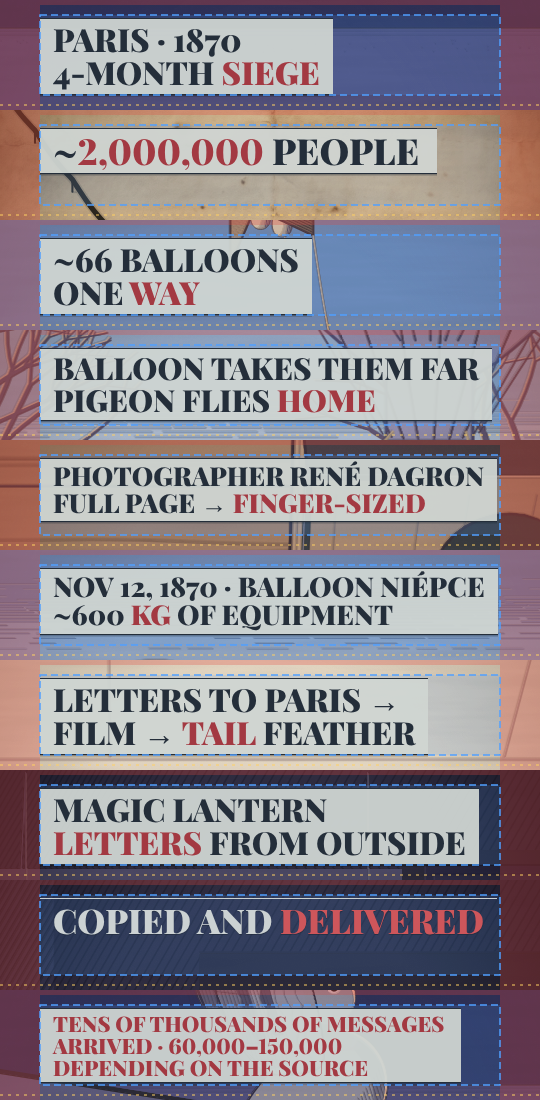 PARIS · 1870
4-MONTH SIEGE
~2,000,000 PEOPLE
~66 BALLOONS
ONE WAY
BALLOON TAKES THEM FAR
PIGEON FLIES HOME
PHOTOGRAPHER RENÉ DAGRON
FULL PAGE → FINGER-SIZED
NOV 12, 1870 · BALLOON NIÉPCE
~600 KG OF EQUIPMENT
LETTERS TO PARIS →
FILM → TAIL FEATHER
MAGIC LANTERN
LETTERS FROM OUTSIDE
COPIED AND DELIVERED
TENS OF THOUSANDS OF MESSAGES
ARRIVED · 60,000–150,000
DEPENDING ON THE SOURCE